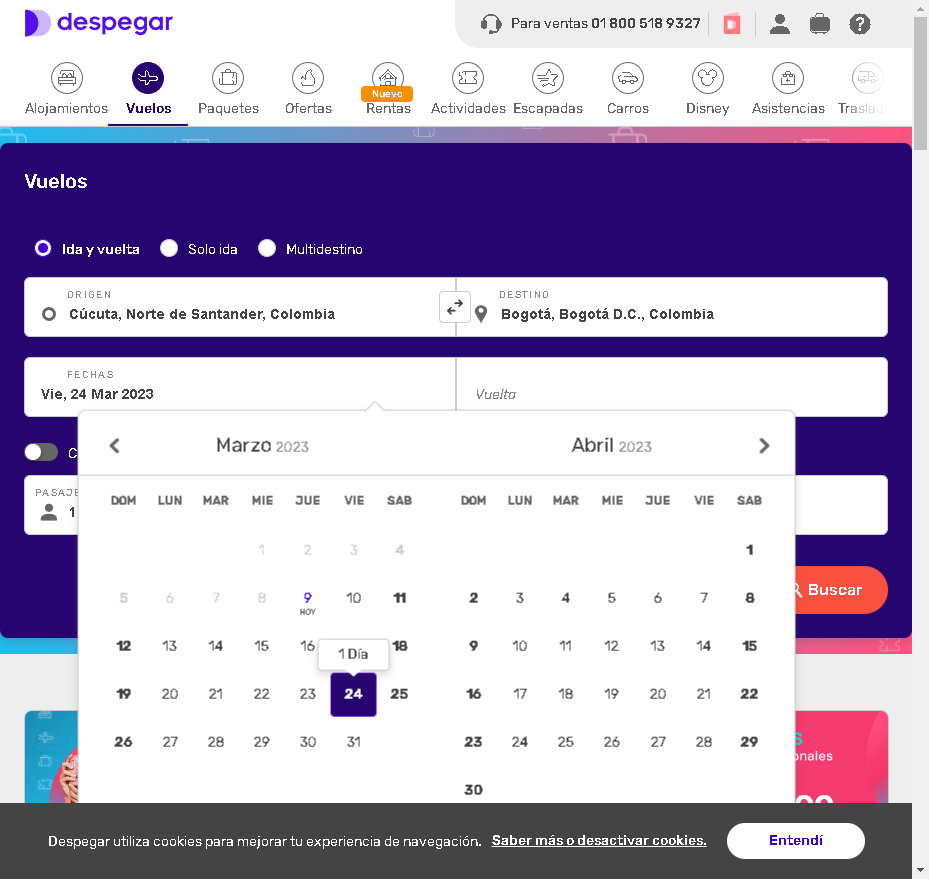 despegar
Para ventas 01 800 518 9327
Alojamientos
Vuelos
Paquetes
Ofertas
Nuevo
Rentas
Actividades
Escapadas
Carros
Disney
Asistencias
Vuelos
Ida y vuelta
Solo ida
Multidestino
ORIGEN
Cúcuta, Norte de Santander, Colombia
DESTINO
Bogotá, Bogotá D.C., Colombia
FECHAS
Vie, 24 Mar 2023
Vuelta
Marzo 2023
Abril 2023
DOM LUN MAR MIE JUE VIE SAB
DOM LUN MAR MIE JUE VIE SAB
1 2 3 4
1
5 6 7 8 9 10 11
HOY
2 3 4 5 6 7 8
12 13 14 15 16 18
1 Día
9 10 11 12 13 14 15
19 20 21 22 23 24 25
16 17 18 19 20 21 22
26 27 28 29 30 31
23 24 25 26 27 28 29
30
1
Buscar
Despegar utiliza cookies para mejorar tu experiencia de navegación. Saber más o desactivar cookies.
Entendí